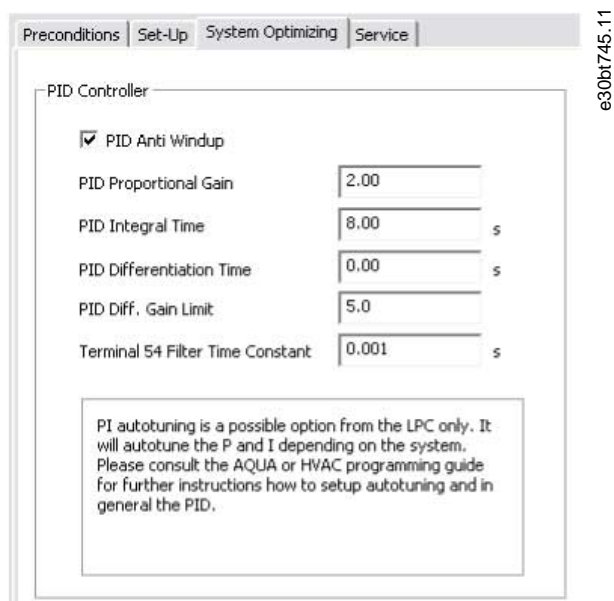 Preconditions Set-Up System Optimizing Service
PID Controller
PID Anti Windup
PID Proportional Gain 2.00
PID Integral Time 8.00 s
PID Differentiation Time 0.00 s
PID Diff. Gain Limit 5.0
Terminal 54 Filter Time Constant 0.001 s
PI autotuning is a possible option from the LPC only. It
will autotune the P and I depending on the system.
Please consult the AQUA or HVAC programming guide
for further instructions how to setup autotuning and in
general the PID.
e30bt745.11